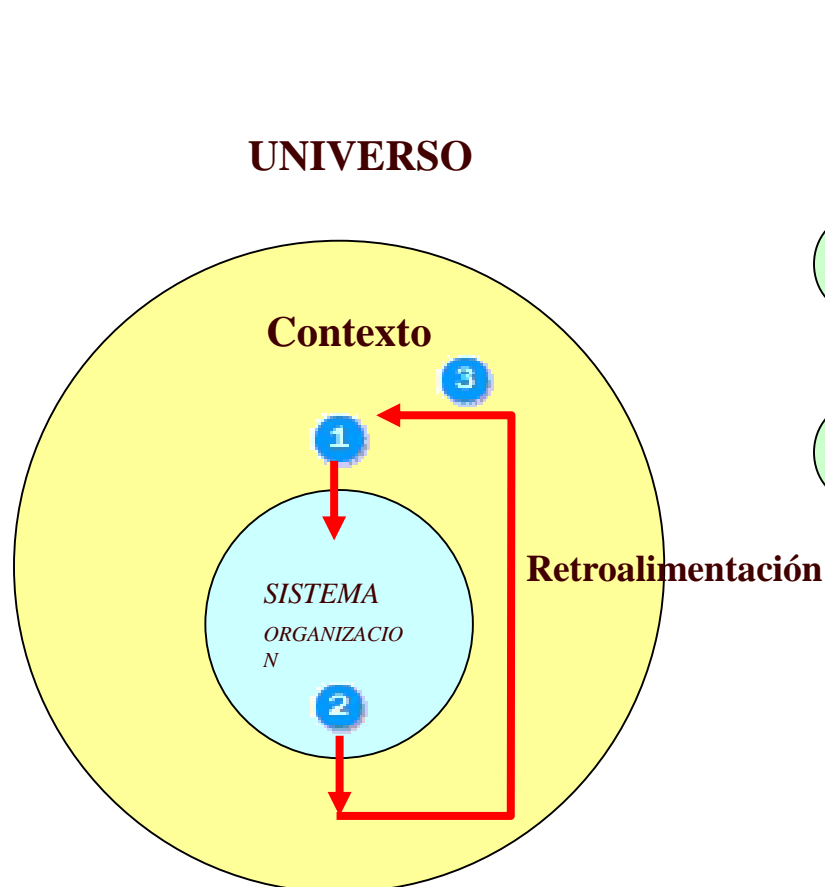 UNIVERSO
Contexto
3
1
Retroalimentación
SISTEMA
ORGANIZACIO
N
2